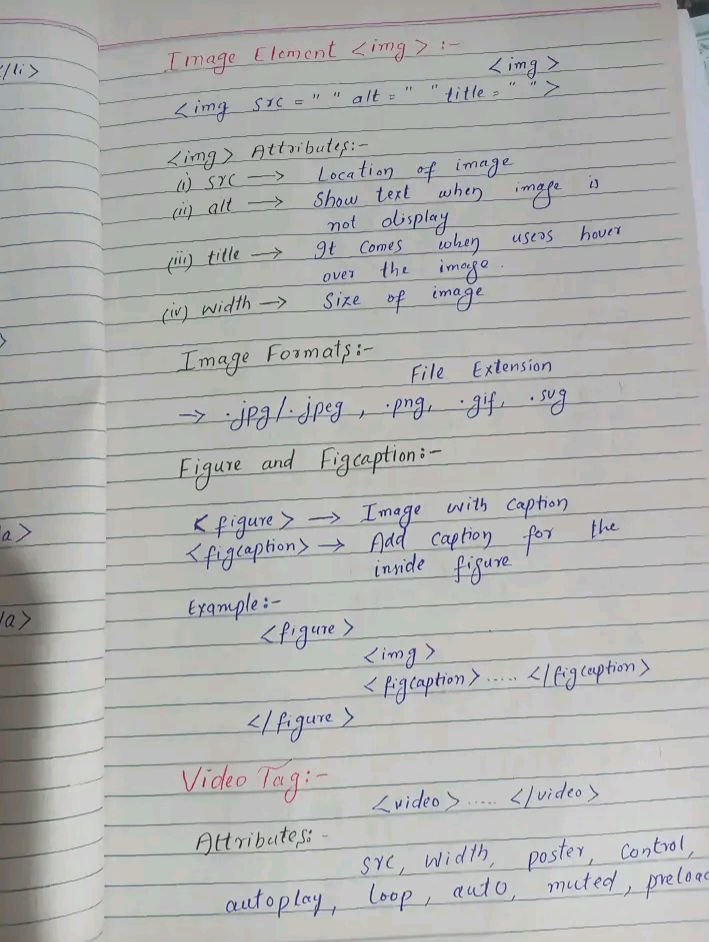 /li>
Image Element <img> :-
<img>
<img src = " " alt = " " title = " ">
<img> Attributes:-
(i) src → Location of image
(ii) alt → Show text when image is
not display
(iii) title → It comes when users hover
over the image.
(iv) width → Size of image
Image Formats:-
File Extension
→ .jpg/.jpeg, .png, .gif, .svg
Figure and Figcaption:-
<figure> → Image with caption
/a>
<figcaption> → Add caption for the
inside figure
Example:-
/a>
<figure>
<img>
<figcaption>.....</figcaption>
</figure>
Video Tag:-
<video>.....</video>
Attributes:-
src, width, poster, control,
autoplay, loop, auto, muted, preload